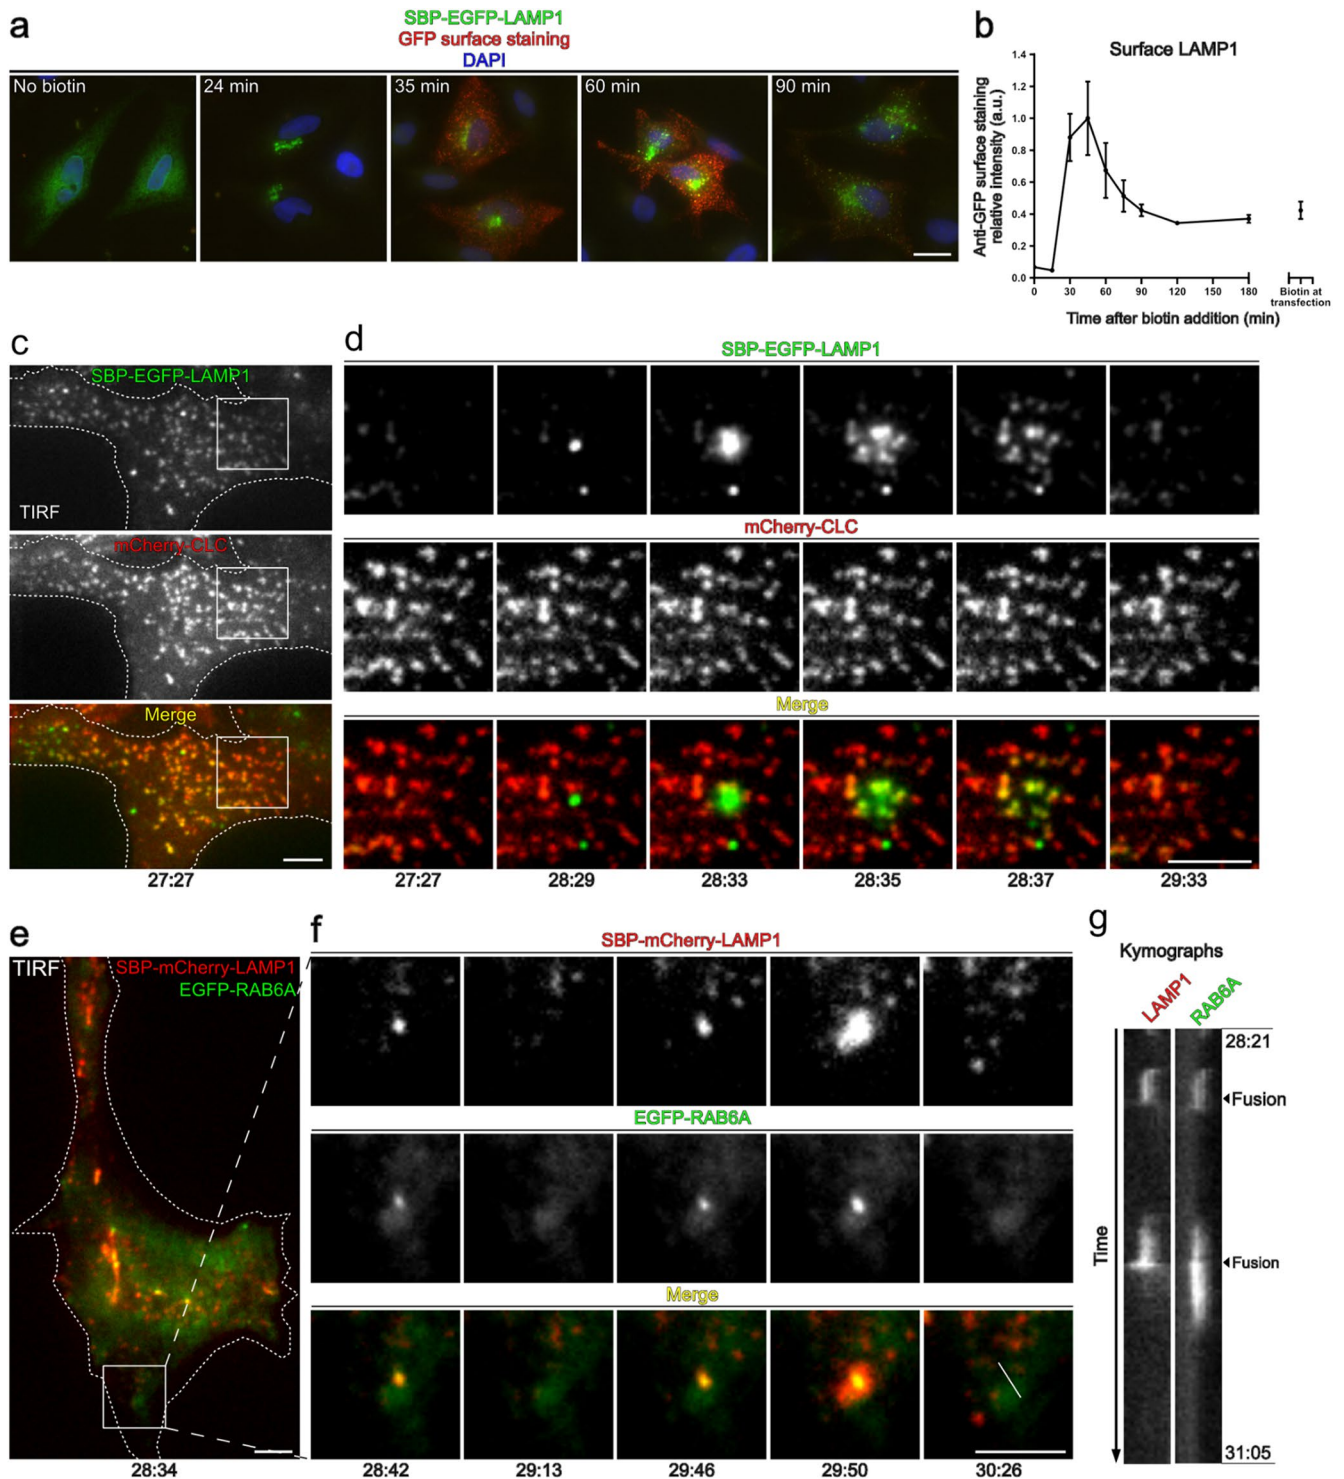 a
SBP-EGFP-LAMP1
GFP surface staining
DAPI
No biotin
24 min
35 min
60 min
90 min
b
Surface LAMP1
Anti-GFP surface staining
relative intensity (a.u.)
1.4
1.2
1.0
0.8
0.6
0.4
0.2
0.0
0 30 60 90 120 150 180
Biotin at
transfection
Time after biotin addition (min)
c
SBP-EGFP-LAMP1
TIRF
mCherry-CLC
Merge
27:27
d
SBP-EGFP-LAMP1
mCherry-CLC
Merge
27:27 28:29 28:33 28:35 28:37 29:33
e
TIRF
SBP-mCherry-LAMP1
EGFP-RAB6A
28:34
f
SBP-mCherry-LAMP1
EGFP-RAB6A
Merge
28:42 29:13 29:46 29:50 30:26
g
Kymographs
LAMP1
RAB6A
28:21
Fusion
Fusion
Time
31:05